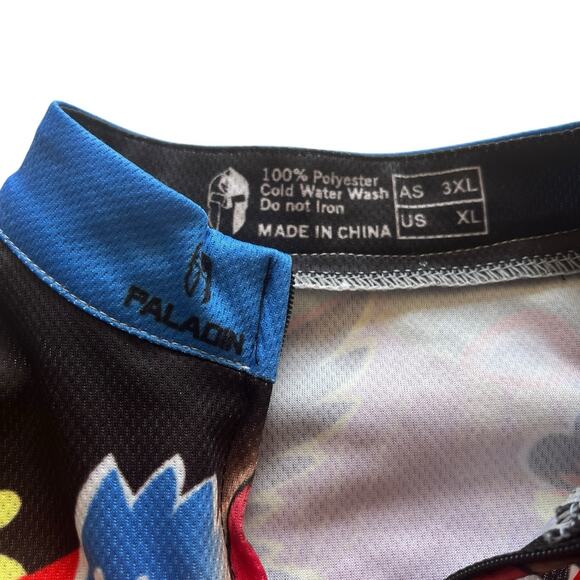 100% Polyester
Cold Water Wash
Do not Iron
MADE IN CHINA
AS 3XL
US XL
PALADIN